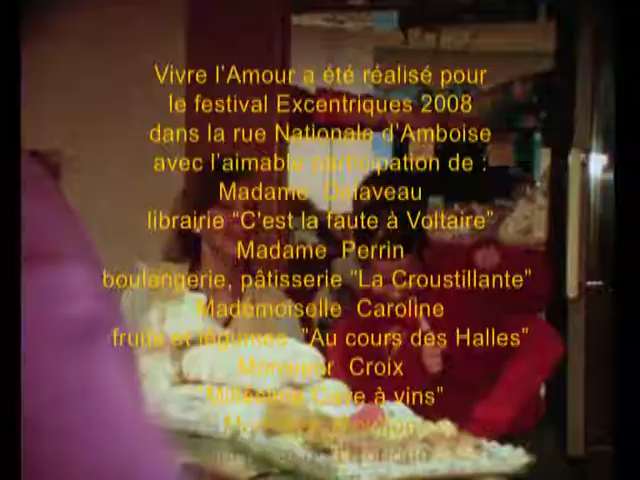 Vivre l'Amour a été réalisé pour
le festival Excentriques 2008
dans la rue Nationale d'Amboise
avec l'aimable participation de :
Madame Delaveau
librairie "C'est la faute à Voltaire"
Madame Perrin
boulangerie, pâtisserie "La Croustillante"
Mademoiselle Caroline
fruits et légumes "Au cours des Halles"
Monsieur Croix
"Millésime Cave à vins"